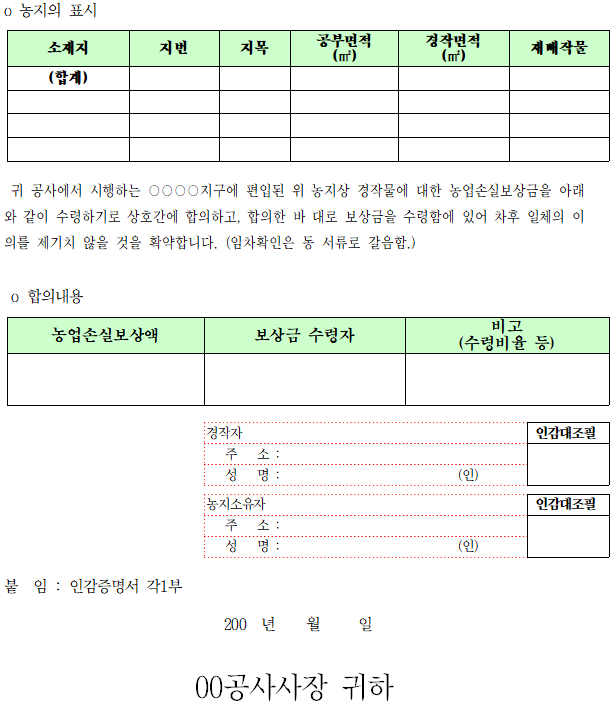 o 농지의 표시
소재지 지번 지목 공부면적 (㎡) 경작면적 (㎡) 재배작물
(합계)
귀 공사에서 시행하는 ○○○○지구에 편입된 위 농지상 경작물에 대한 농업손실보상금을 아래
와 같이 수령하기로 상호간에 합의하고, 합의한 바 대로 보상금을 수령함에 있어 차후 일체의 이
의를 제기치 않을 것을 확약합니다. (임차확인은 동 서류로 갈음함.)
o 합의내용
농업손실보상액 보상금 수령자 비고
(수령비율 등)
경작자 인감대조필
주 소 :
성 명 : (인)
농지소유자 인감대조필
주 소 :
성 명 : (인)
붙 임 : 인감증명서 각1부
200 년 월 일
00공사사장 귀하